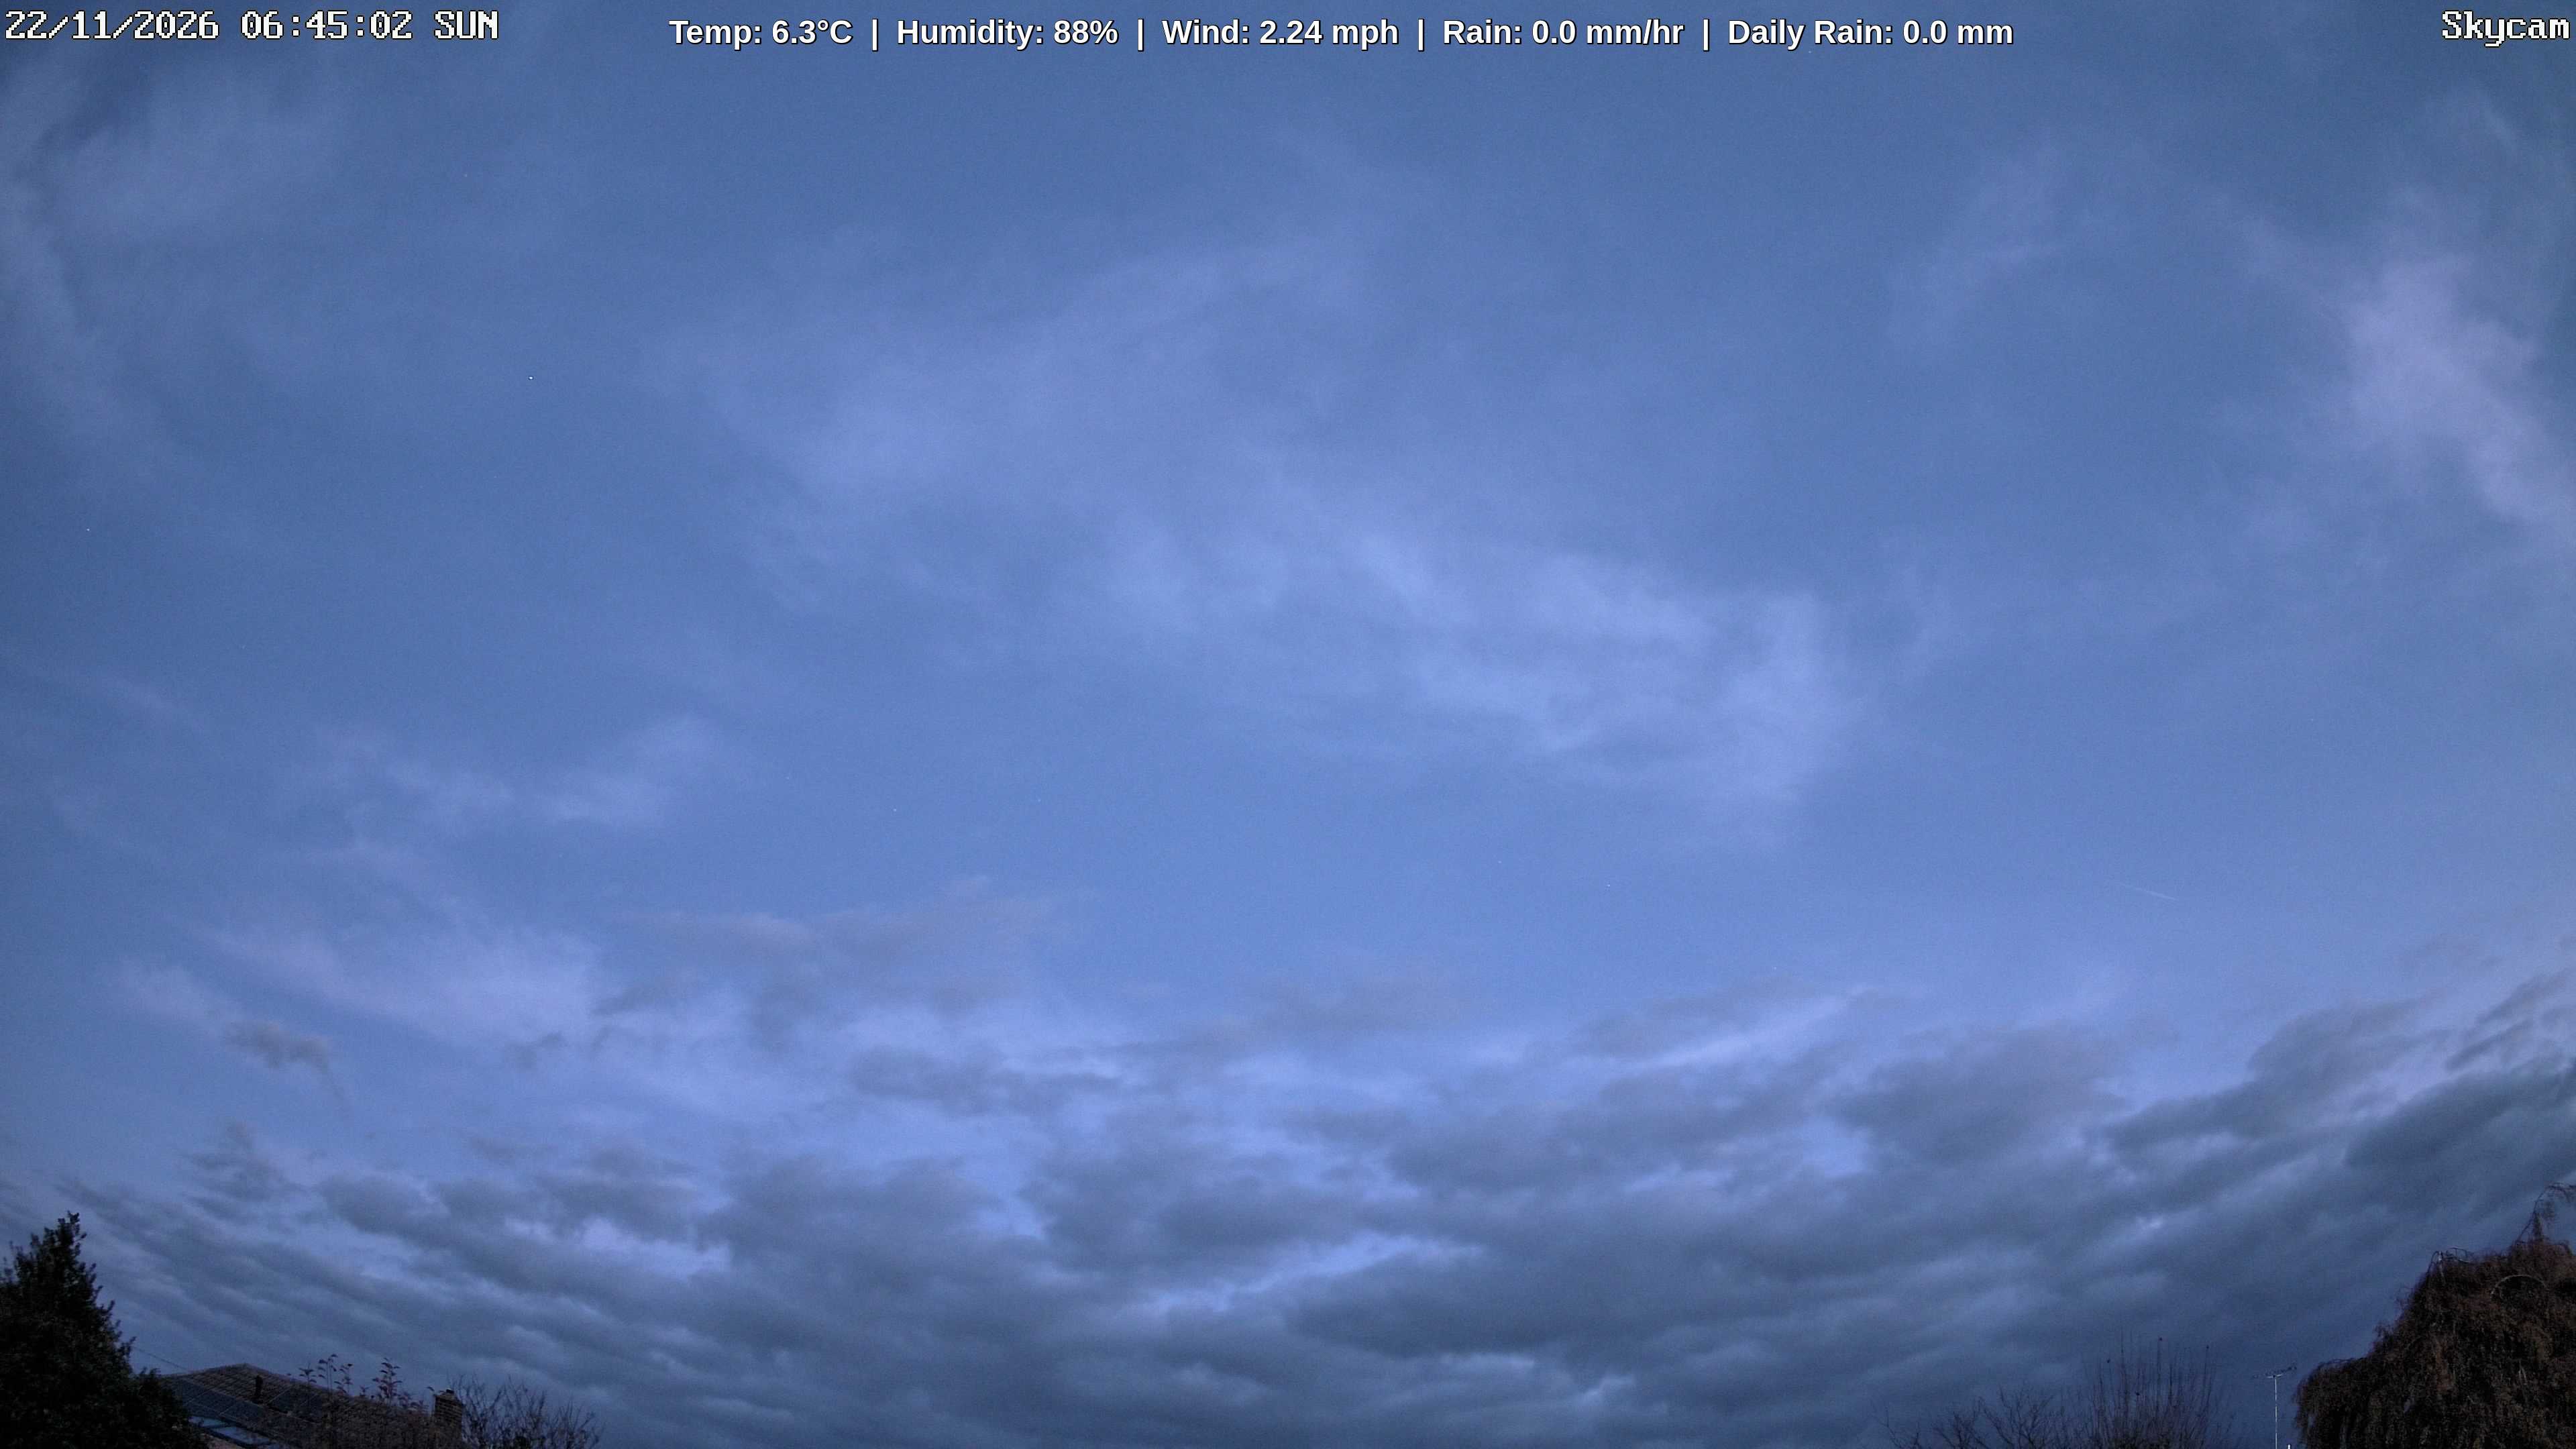 22/11/2026 06:45:02 SUN
Temp: 6.3°C | Humidity: 88% | Wind: 2.24 mph | Rain: 0.0 mm/hr | Daily Rain: 0.0 mm
Skycam